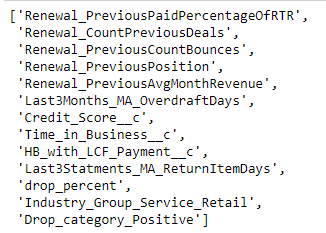 ['Renewal_PreviousPaidPercentageOfRTR',
'Renewal_CountPreviousDeals',
'Renewal_PreviousCountBounces',
'Renewal_PreviousPosition',
'Renewal_PreviousAvgMonthRevenue',
'Last3Months_MA_OverdraftDays',
'Credit_Score__c',
'Time_in_Business__c',
'HB_with_LCF_Payment__c',
'Last3Statments_MA_ReturnItemDays',
'drop_percent',
'Industry_Group_Service_Retail',
'Drop_category_Positive']